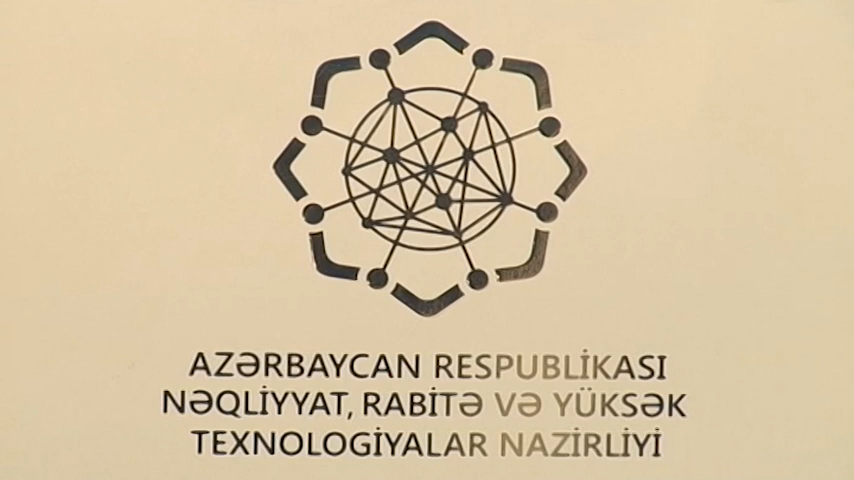 AZƏRBAYCAN RESPUBLİKASI
NƏQLİYYAT, RABİTƏ VƏ YÜKSƏK
TEXNOLOGİYALAR NAZİRLİYİ